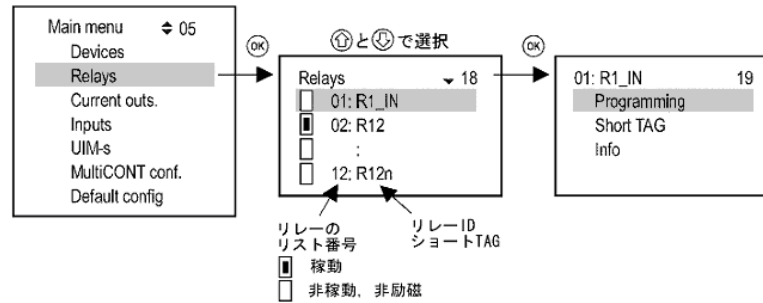 Main menu 05
Devices
Relays
Current outs.
Inputs
UIM-s
MultiCONT conf.
Default config
OK
⇧と⇩で選択
Relays 18
01: R1_IN
02: R12
:
12: R12n
リレーの
リスト番号
リレーID
ショートTAG
稼動
非稼動, 非励磁
OK
01: R1_IN 19
Programming
Short TAG
Info